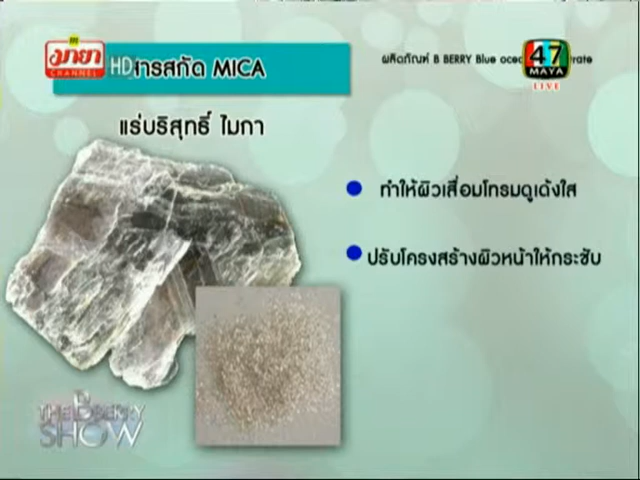 มายา
CHANNEL
HD
สารสกัด MICA
ผลิตภัณฑ์ B BERRY Blue
47
MAYA
LIVE
แร่บริสุทธิ์ ไมกา
ทำให้ผิวเสื่อมโทรมดูเด้งใส
ปรับโครงสร้างผิวหน้าให้กระชับ
THE B BERRY
SHOW